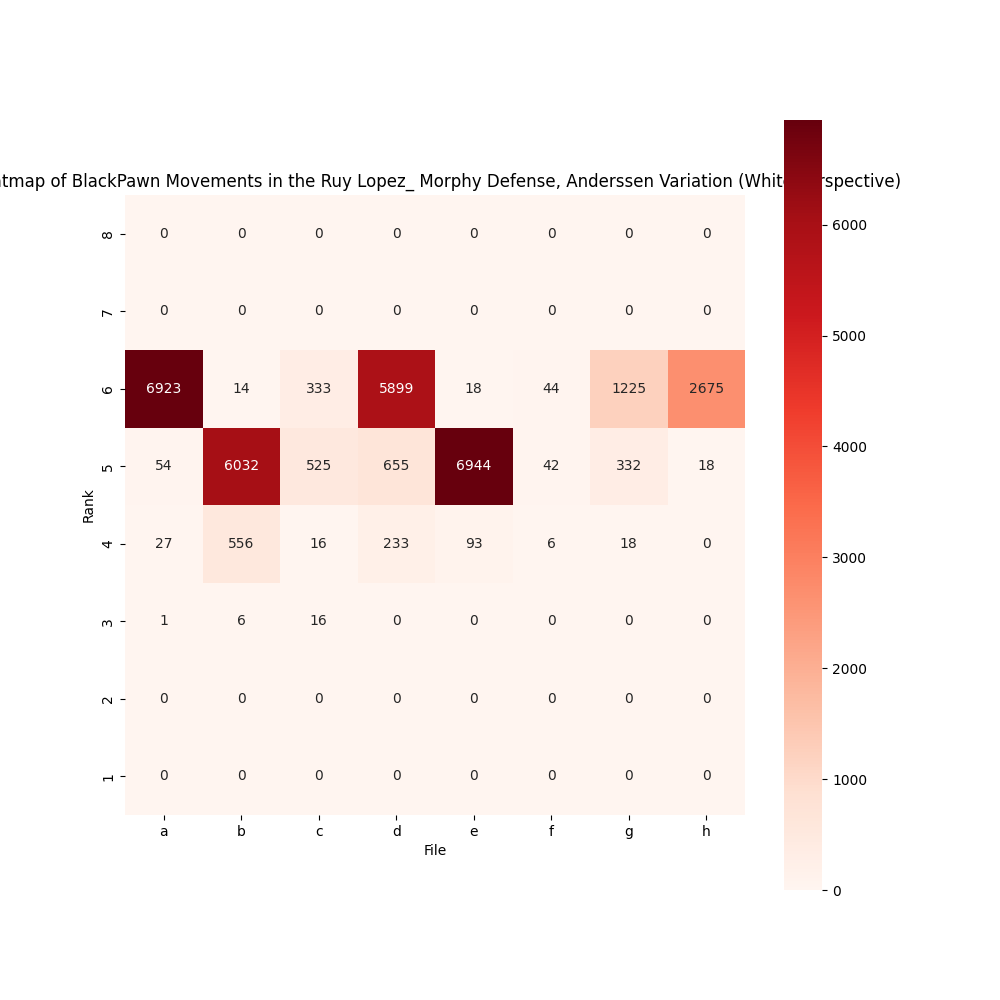 of BlackPawn Movements in the Ruy Lopez_ Morphy Defense, Anderssen Variation
8 0 0 0 0 0 0 0 0
7 0 0 0 0 0 0 0 0
6 6923 14 333 5899 18 44 1225 2675
5 54 6032 525 655 6944 42 332 18
4 27 556 16 233 93 6 18 0
3 1 6 16 0 0 0 0 0
2 0 0 0 0 0 0 0 0
1 0 0 0 0 0 0 0 0
a b c d e f g h
File
Rank
6000
5000
4000
3000
2000
1000
0